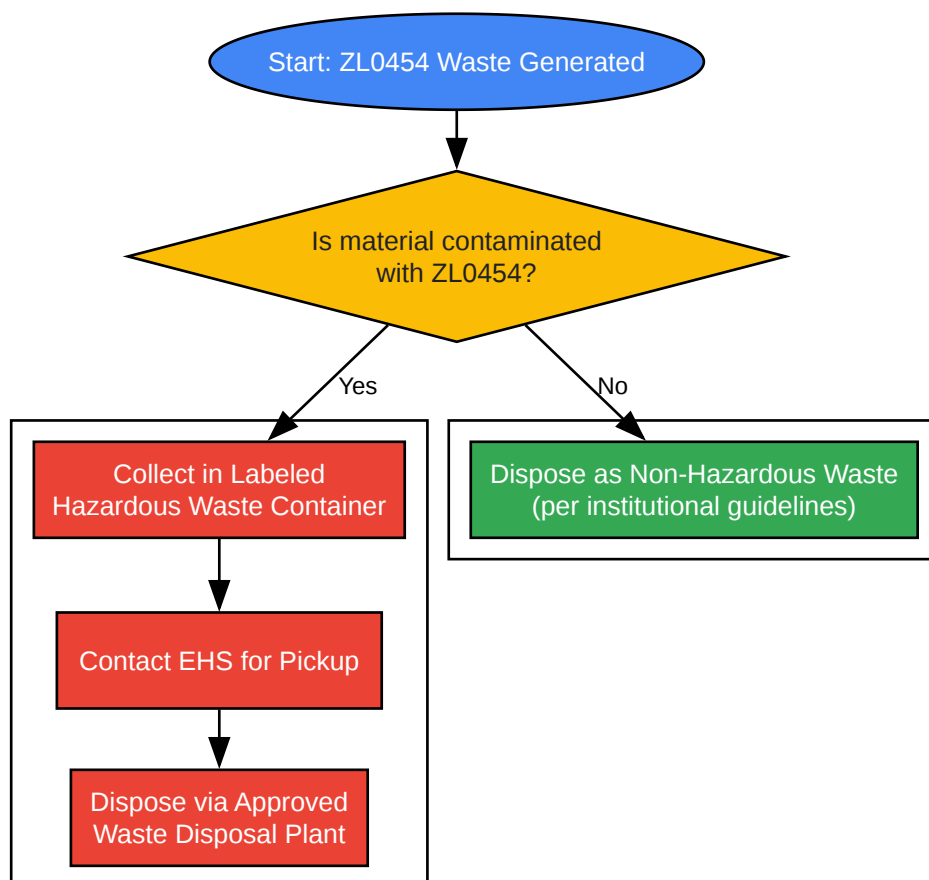 Start: ZL0454 Waste Generated
Is material contaminated
with ZL0454?
Yes
No
Collect in Labeled
Hazardous Waste Container
Dispose as Non-Hazardous Waste
(per institutional guidelines)
Contact EHS for Pickup
Dispose via Approved
Waste Disposal Plant